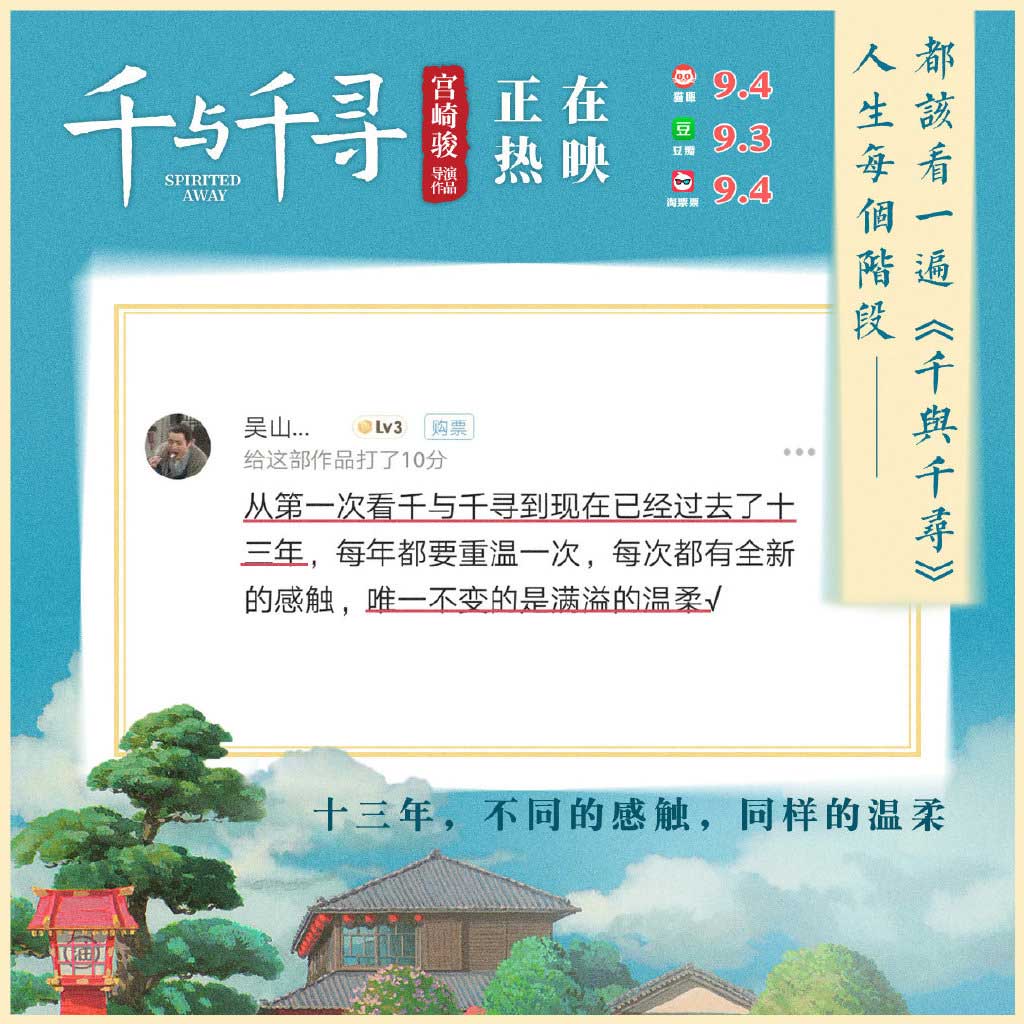 千与千寻
SPIRITED
AWAY
宫崎骏
导演
作品
正在
热映
猫眼 9.4
豆
豆瓣 9.3
淘票票 9.4
人生每個階段——
都該看一遍《千與千尋》
吴山... Lv3 购票
给这部作品打了10分
从第一次看千与千寻到现在已经过去了十
三年，每年都要重温一次，每次都有全新
的感触，唯一不变的是满溢的温柔√
十三年，不同的感触，同样的温柔